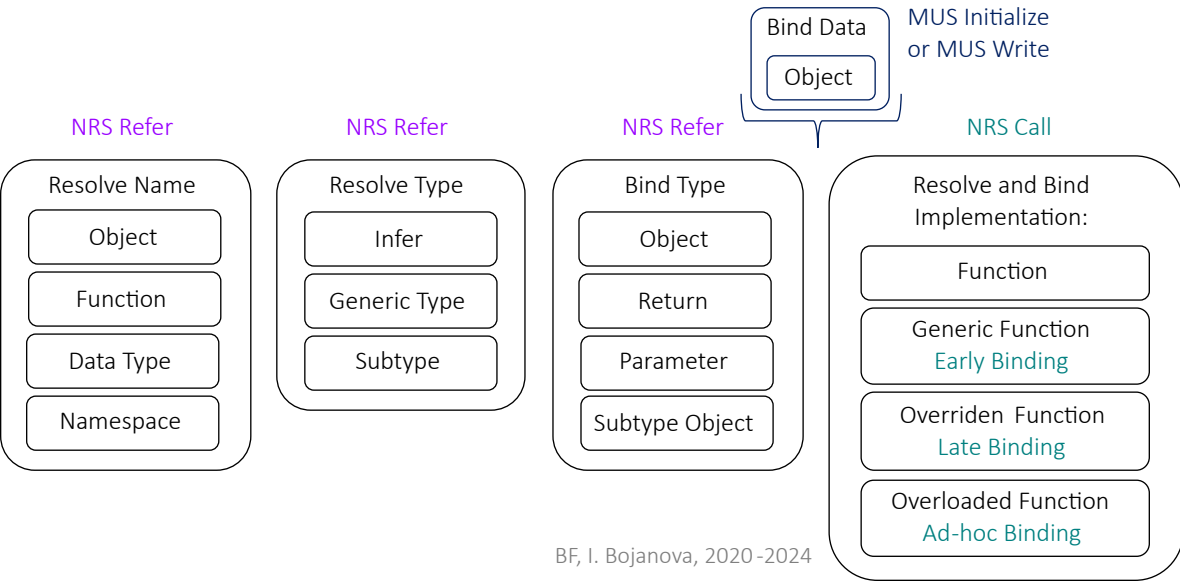 Bind Data
Object
MUS Initialize
or MUS Write
NRS Refer
Resolve Name
Object
Function
Data Type
Namespace
NRS Refer
Resolve Type
Infer
Generic Type
Subtype
NRS Refer
Bind Type
Object
Return
Parameter
Subtype Object
NRS Call
Resolve and Bind
Implementation:
Function
Generic Function
Early Binding
Overriden Function
Late Binding
Overloaded Function
Ad-hoc Binding
BF, I. Bojanova, 2020-2024